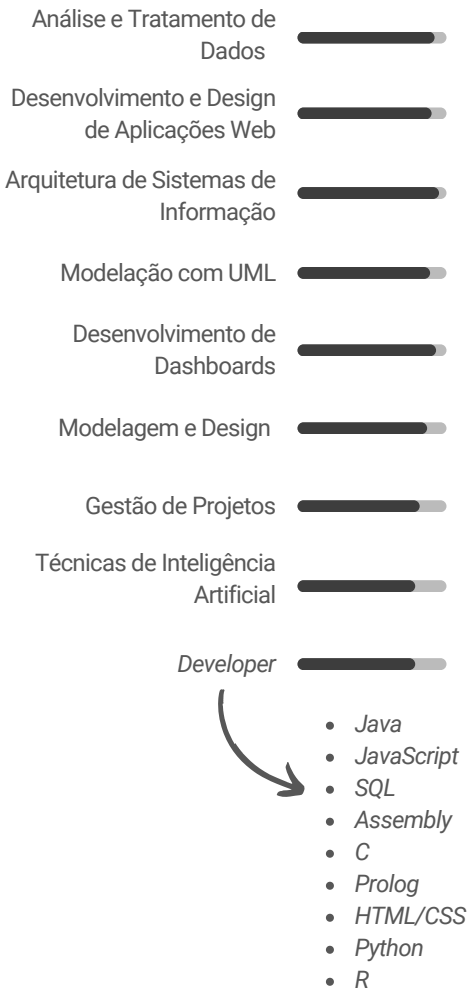 Análise e Tratamento de
Dados
Desenvolvimento e Design
de Aplicações Web
Arquitetura de Sistemas de
Informação
Modelação com UML
Desenvolvimento de
Dashboards
Modelagem e Design
Gestão de Projetos
Técnicas de Inteligência
Artificial
Developer
Java
JavaScript
SQL
Assembly
C
Prolog
HTML/CSS
Python
R